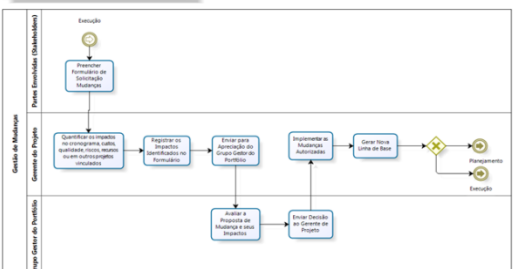 Gestão de Mudanças
Partes Envolvidas (Stakeholders)
Execução
Preencher
Formulário de
Solicitação
Mudanças
Gerente do Projeto
Quantificar os impactos
no cronograma, custos,
qualidade, riscos, recursos
ou em outros projetos
vinculados
Registrar os
Impactos
Identificados no
Formulário
Enviar para
Apreciação do
Grupo Gestor do
Portfólio
Implementar as
Mudanças
Autorizadas
Gerar Nova
Linha de Base
Planejamento
Execução
upo Gestor do Portfólio
Avaliar a
Proposta de
Mudança e seus
Impactos
Enviar Decisão
ao Gerente de
Projeto